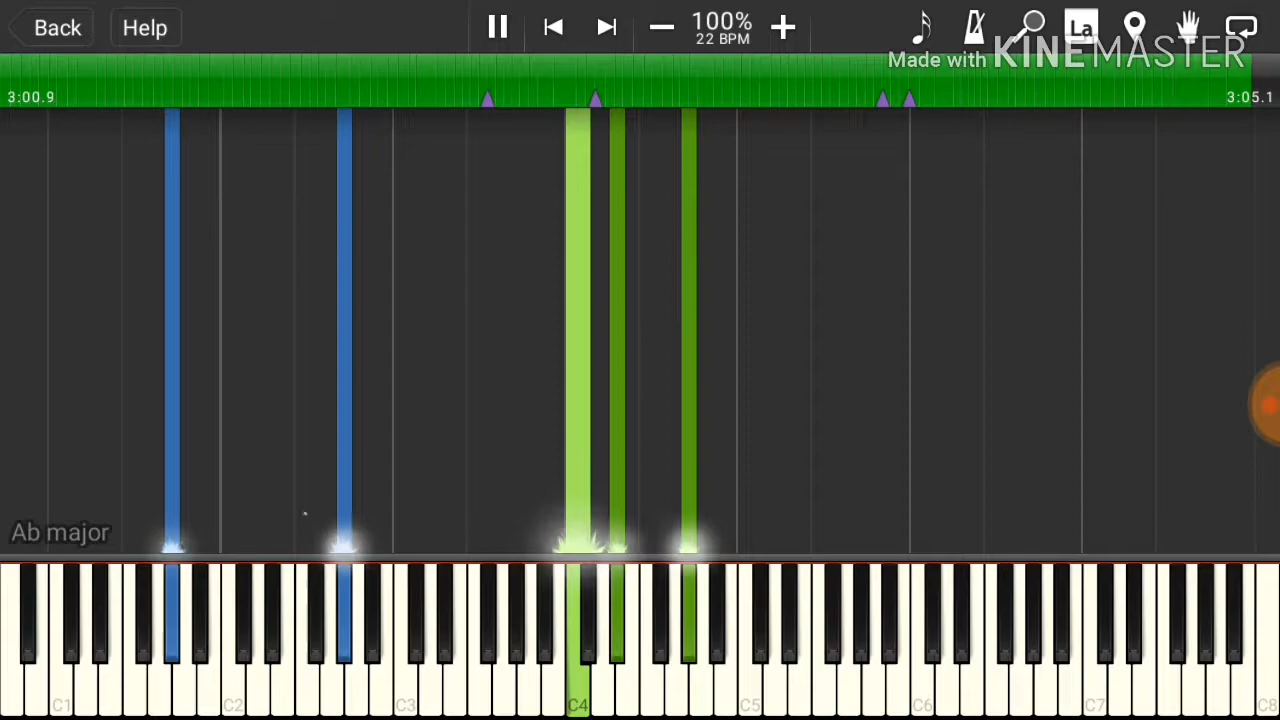 Back
Help
100%
22 BPM
La
Made with KINEMASTER
3:00.9
3:05.1
Ab major
C1
C2
C3
C4
C5
C6
C7
C8